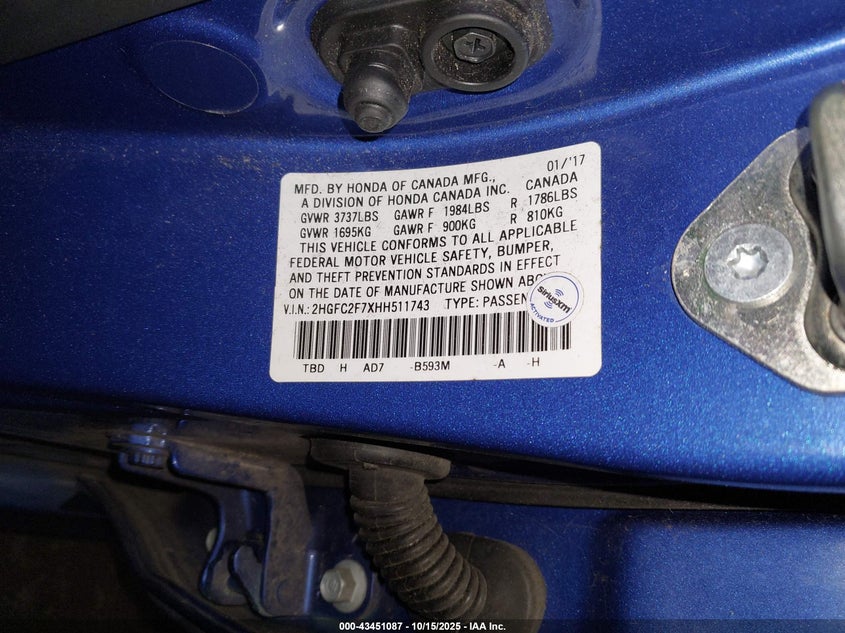 01/'17
MFD. BY HONDA OF CANADA MFG.,
A DIVISION OF HONDA CANADA INC. CANADA
GVWR 3737LBS GAWR F 1984LBS R 1786LBS
GVWR 1695KG GAWR F 900KG R 810KG
THIS VEHICLE CONFORMS TO ALL APPLICABLE
FEDERAL MOTOR VEHICLE SAFETY, BUMPER,
AND THEFT PREVENTION STANDARDS IN EFFECT
ON THE DATE OF MANUFACTURE SHOWN
V.I.N.: 2HGFC2F7XHH511743 TYPE: PASSEN
siriusxm
ACTIVATED
TBD H AD7 -B593M -A -H
000-43451087 - 10/15/2025 - IAA Inc.